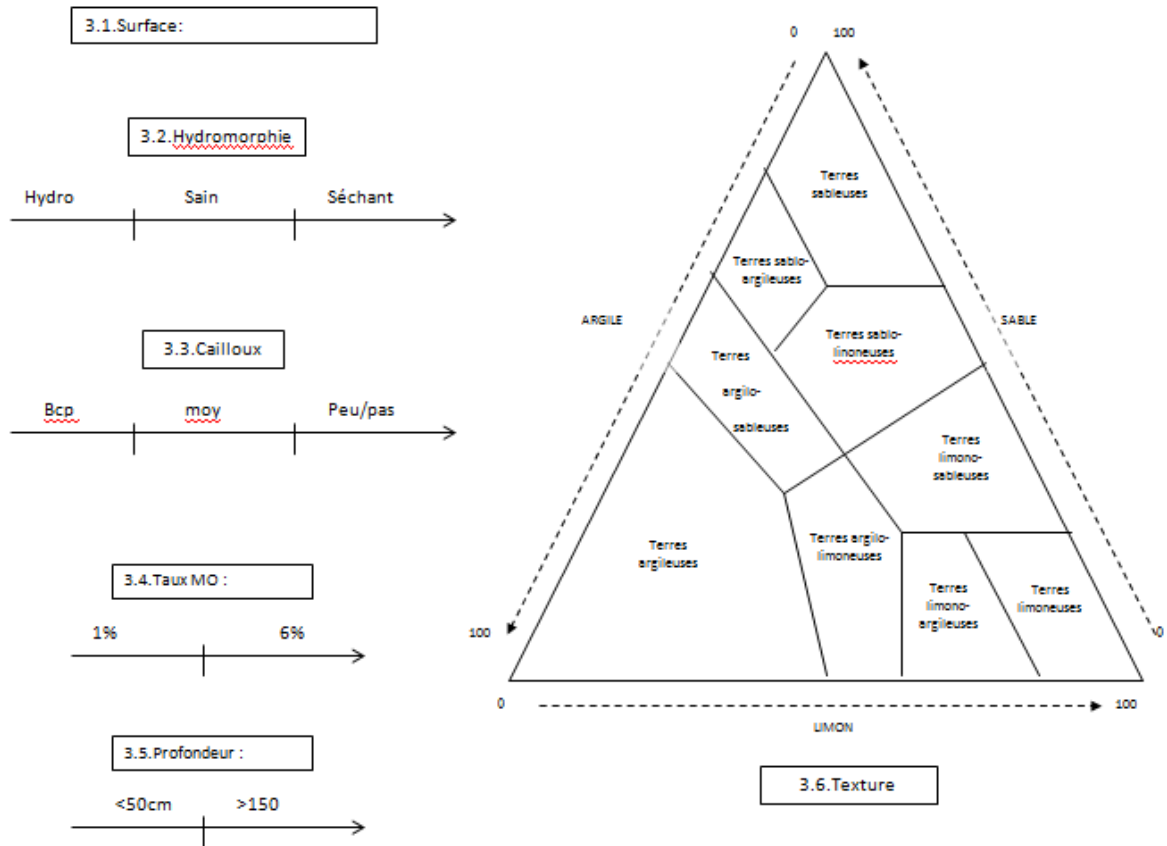 3.1.Surface:
3.2.Hydromorphie
Hydro Sain Séchant
3.3.Cailloux
Bcp moy Peu/pas
3.4.Taux MO :
1% 6%
3.5.Profondeur :
<50cm >150
0 100
Terres
sableuses
Terres sablo-
argileuses
ARGILE
SABLE
Terres sablo-
linoneuses
Terres
argilo-
sableuses
Terres
limono-
sableuses
Terres
argileuses
Terres argilo-
limoneuses
Terres
limono-
argileuses
Terres
limoneuses
100
0
0
100
LIMON
3.6.Texture